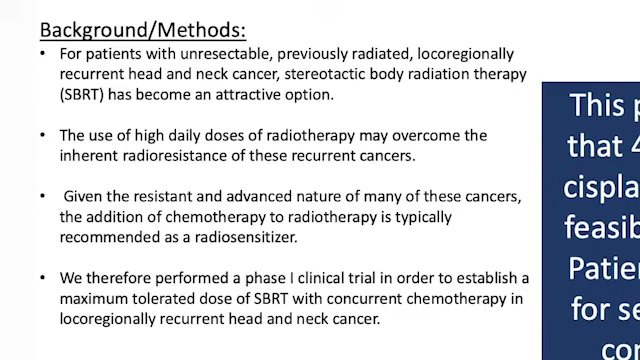 Background/Methods:
• For patients with unresectable, previously radiated, locoregionally
recurrent head and neck cancer, stereotactic body radiation therapy
(SBRT) has become an attractive option.
• The use of high daily doses of radiotherapy may overcome the
inherent radioresistance of these recurrent cancers.
• Given the resistant and advanced nature of many of these cancers,
the addition of chemotherapy to radiotherapy is typically
recommended as a radiosensitizer.
• We therefore performed a phase I clinical trial in order to establish a
maximum tolerated dose of SBRT with concurrent chemotherapy in
locoregionally recurrent head and neck cancer.
This
that
for